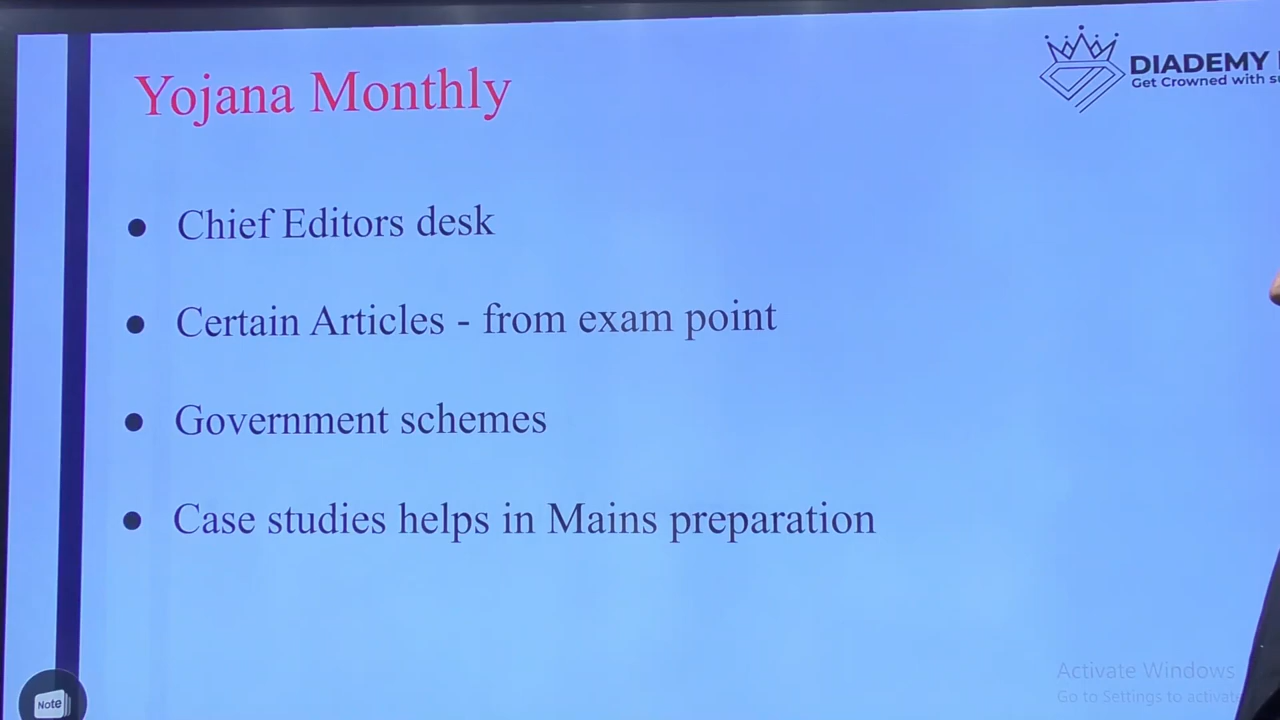 Yojana Monthly
DIADEMY
Get Crowned with
● Chief Editors desk
● Certain Articles - from exam point
● Government schemes
● Case studies helps in Mains preparation
Activate Windows
Go to Settings to activate
Note